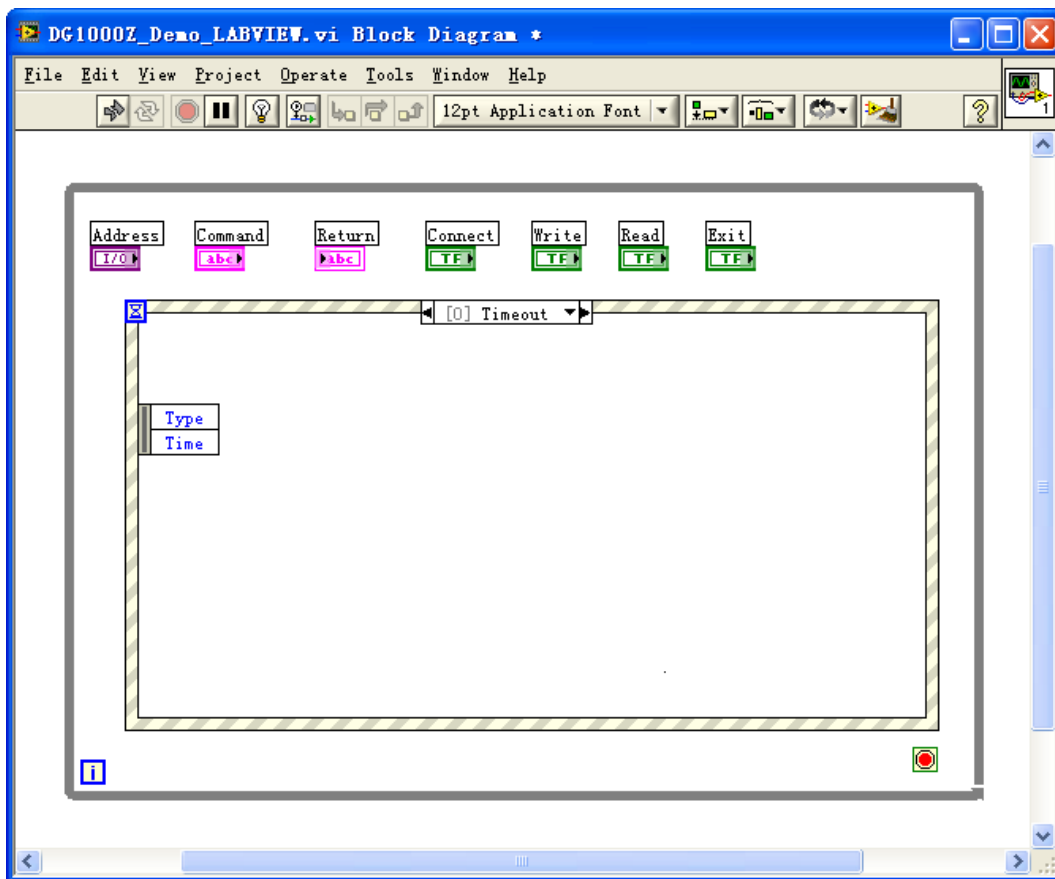 DG1000Z_Demo_LABVIEW.vi Block Diagram *
File Edit View Project Operate Tools Window Help
12pt Application Font
?
1
Address Command Return Connect Write Read Exit
I/O abc abc TF TF TF TF
[0] Timeout
Type
Time
i